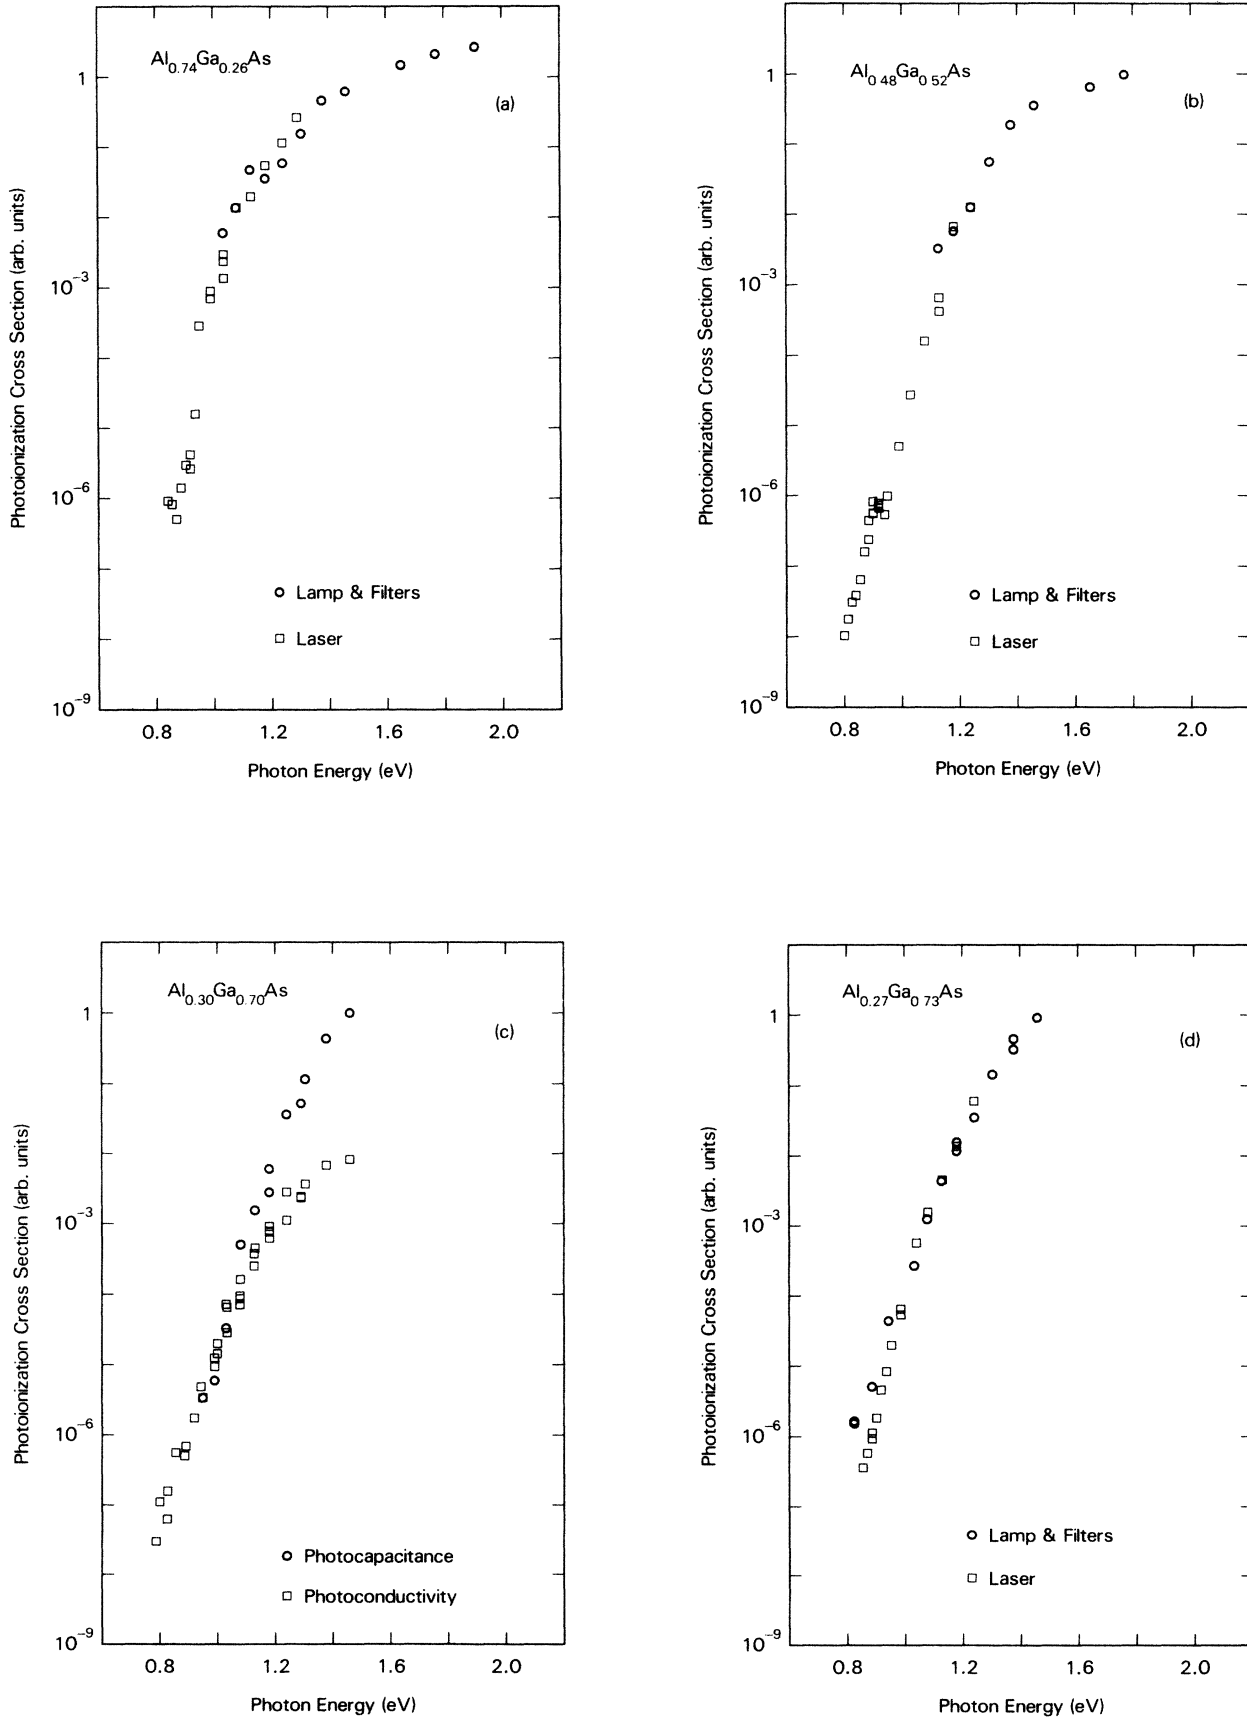 Al0.74Ga0.26As
(a)
1
10−3
10−6
10−9
Photoionization Cross Section (arb. units)
Lamp & Filters
Laser
0.8 1.2 1.6 2.0
Photon Energy (eV)
Al0 48Ga0 52As
(b)
1
10−3
10−6
10−9
Photoionization Cross Section (arb. units)
Lamp & Filters
Laser
0.8 1.2 1.6 2.0
Photon Energy (eV)
Al0.30Ga0.70As
(c)
1
10−3
10−6
10−9
Photoionization Cross Section (arb. units)
Photocapacitance
Photoconductivity
0.8 1.2 1.6 2.0
Photon Energy (eV)
Al0.27Ga0 73As
(d)
1
10−3
10−6
10−9
Photoionization Cross Section (arb. units)
Lamp & Filters
Laser
0.8 1.2 1.6 2.0
Photon Energy (eV)